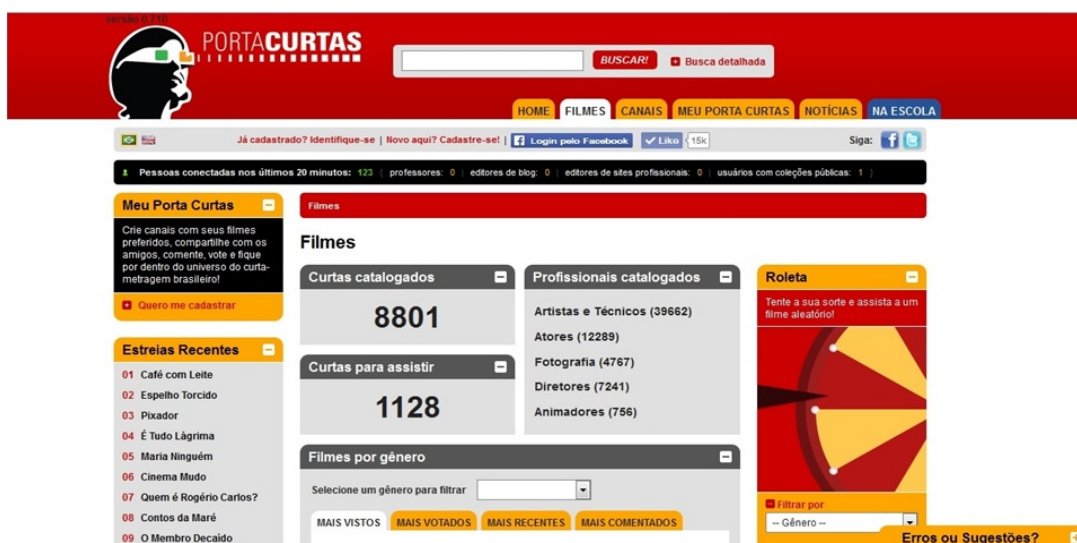 versão 0.710
PORTACURTAS
BUSCAR!
Busca detalhada
HOME
FILMES
CANAIS
MEU PORTA CURTAS
NOTÍCIAS
NA ESCOLA
Já cadastrado? Identifique-se | Novo aqui? Cadastre-se! |
Login pelo Facebook
Like
15k
Siga:
Pessoas conectadas nos últimos 20 minutos: 123 ( professores: 0 | editores de blog: 0 | editores de sites profissionais: 0 | usuários com coleções públicas: 1 )
Meu Porta Curtas
Crie canais com seus filmes
preferidos, compartilhe com os
amigos, comente, vote e fique
por dentro do universo do curta-
metragem brasileiro!
Quero me cadastrar
Estreias Recentes
01 Café com Leite
02 Espelho Torcido
03 Pixador
04 É Tudo Lágrima
05 Maria Ninguém
06 Cinema Mudo
07 Quem é Rogério Carlos?
08 Contos da Maré
09 O Membro Decaído
Filmes
Filmes
Curtas catalogados
8801
Curtas para assistir
1128
Profissionais catalogados
Artistas e Técnicos (39662)
Atores (12289)
Fotografia (4767)
Diretores (7241)
Animadores (756)
Filmes por gênero
Selecione um gênero para filtrar
MAIS VISTOS
MAIS VOTADOS
MAIS RECENTES
MAIS COMENTADOS
Roleta
Tente a sua sorte e assista a um
filme aleatório!
Filtrar por
-- Gênero --
Erros ou Sugestões?